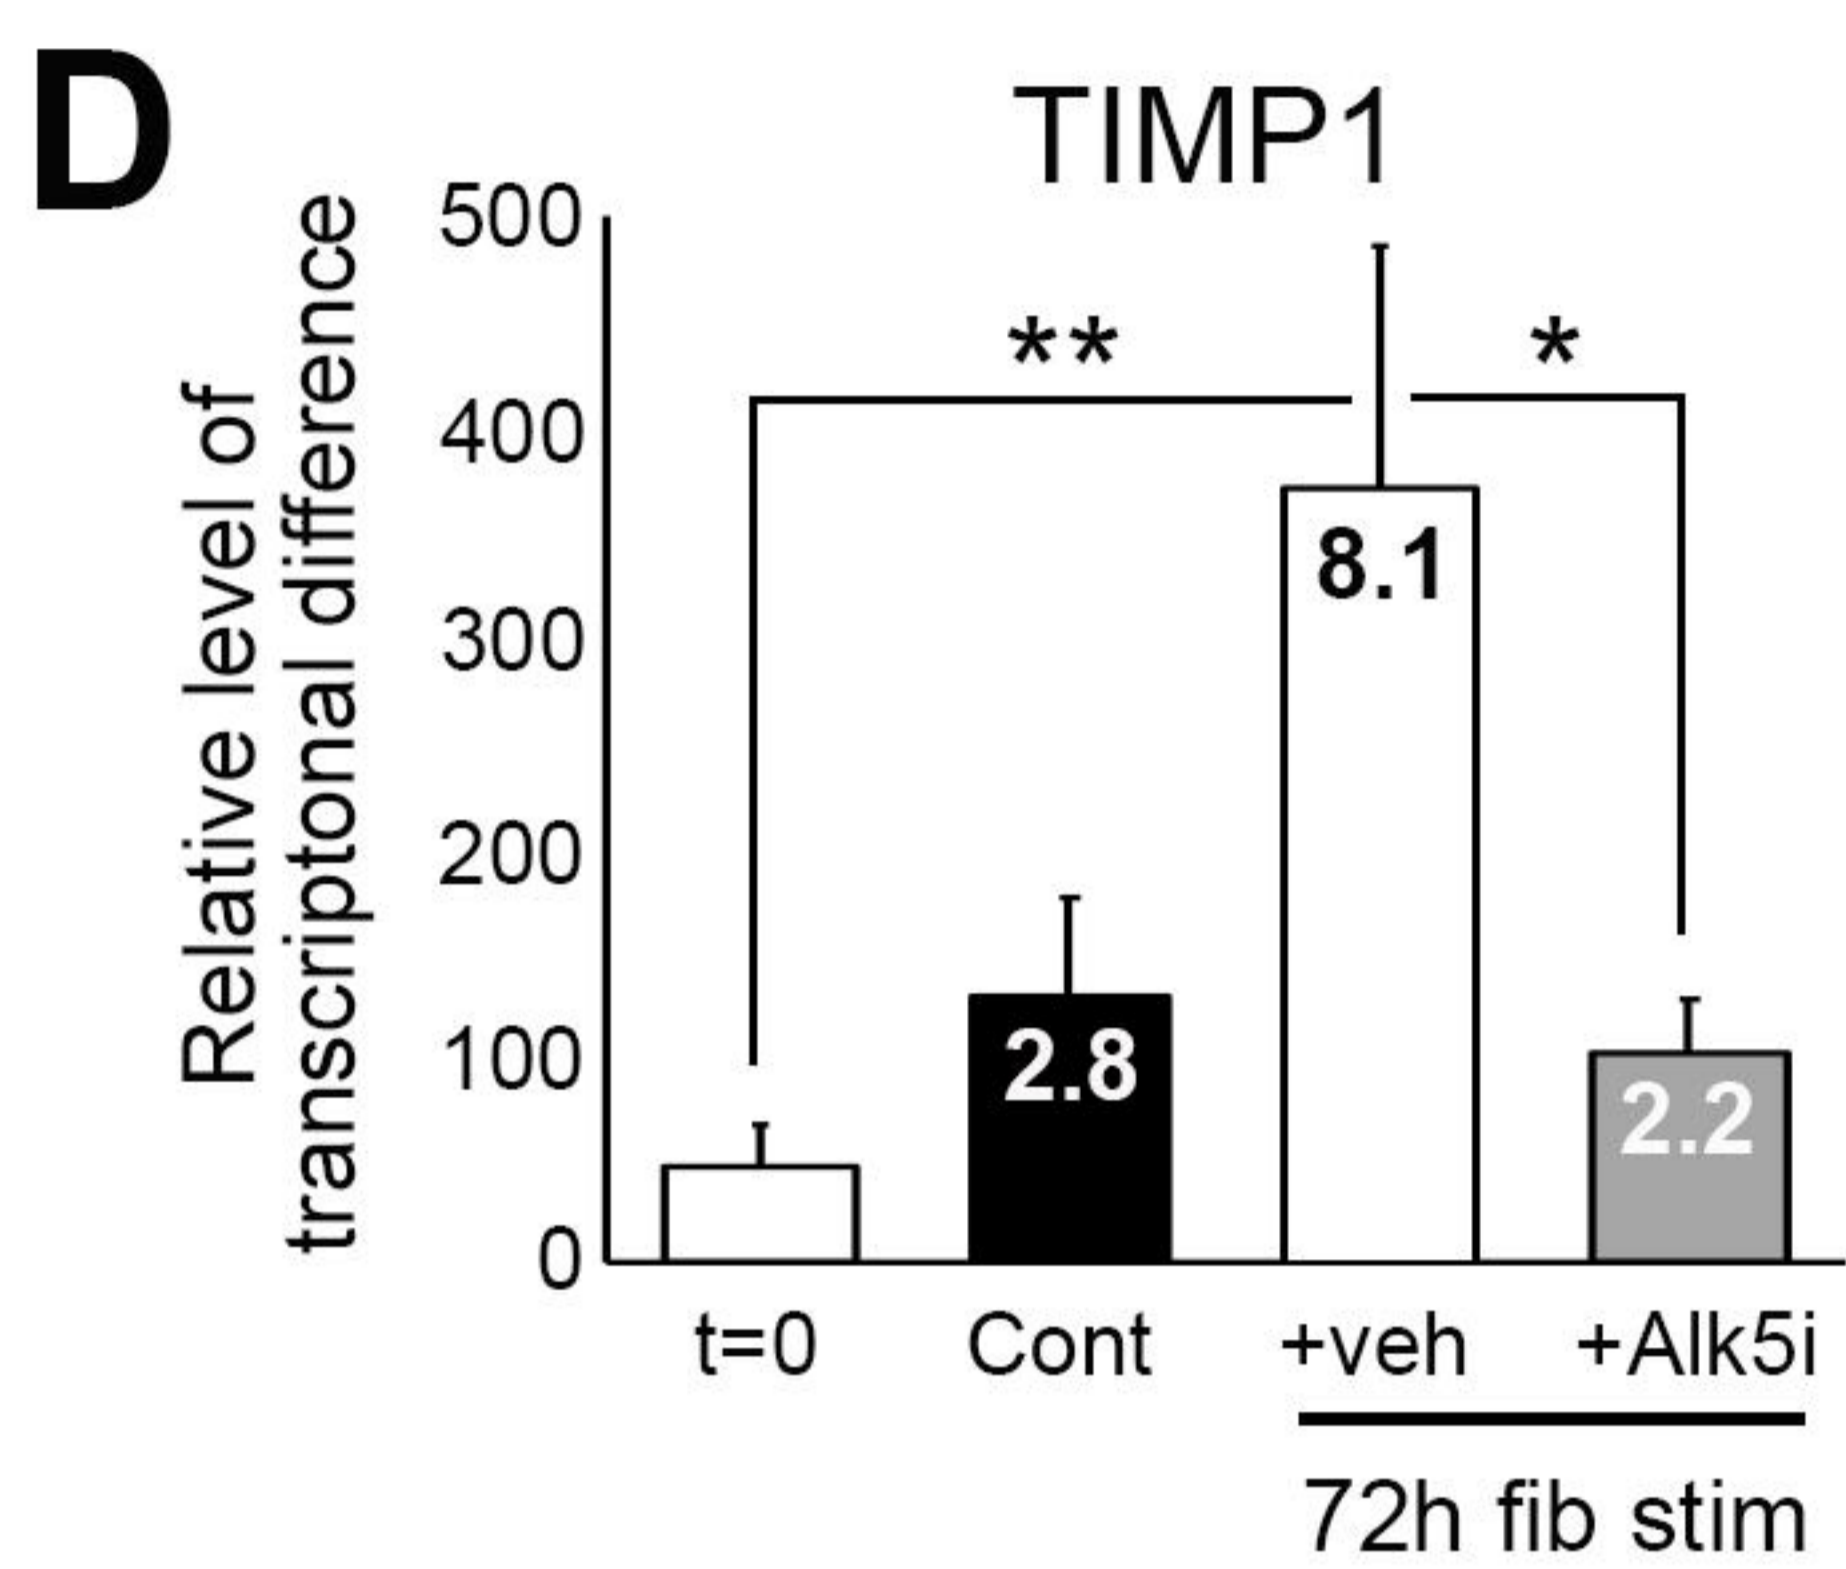 D
TIMP1
Relative level of
transcriptonal difference
500
400
300
200
100
0
**
*
8.1
2.8
2.2
t=0 Cont +veh +Alk5i
72h fib stim